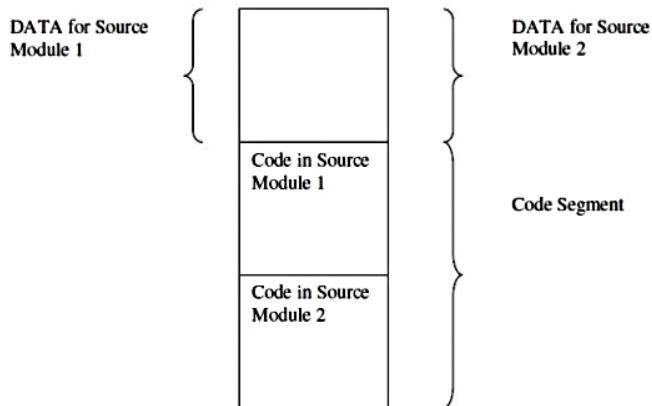 DATA for Source
Module 1
DATA for Source
Module 2
Code in Source
Module 1
Code Segment
Code in Source
Module 2